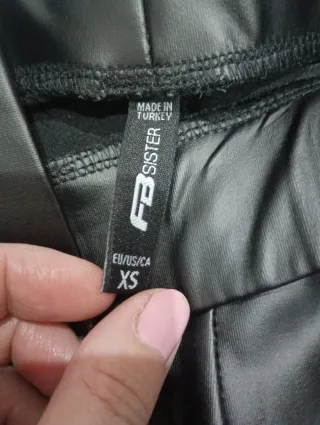 MADE IN
TURKEY
FB SISTER
EU/US/CA
XS